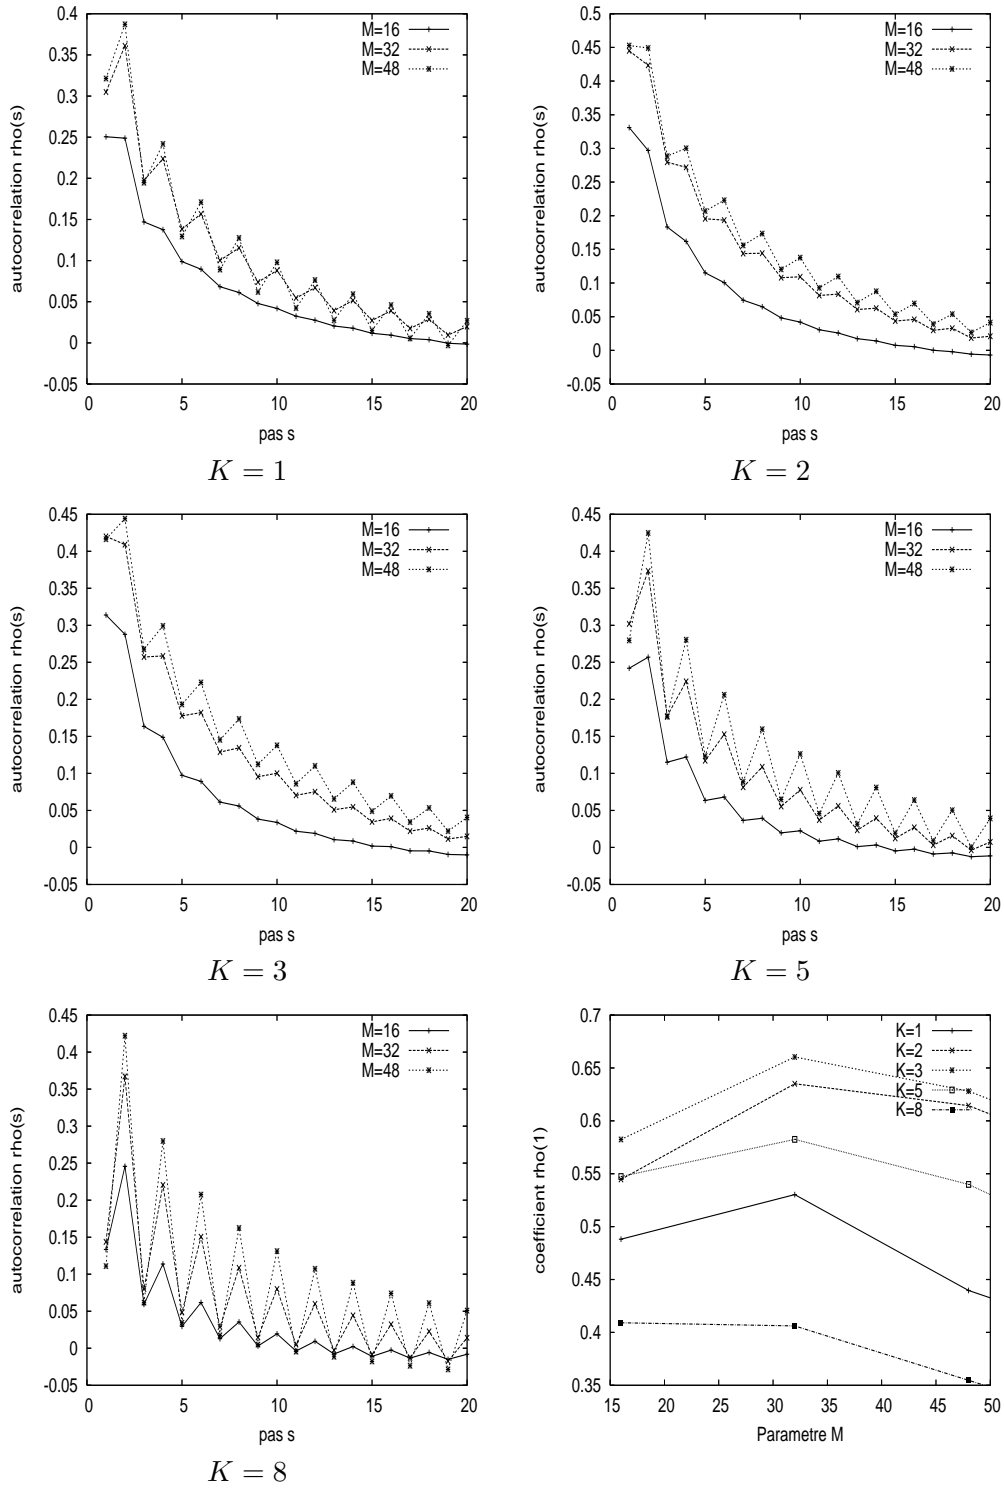 0.4
0.35
0.3
0.25
0.2
0.15
0.1
0.05
0
-0.05
0 5 10 15 20
autocorrelation rho(s)
pas s
M=16
M=32
M=48
K = 1
0.5
0.45
0.4
0.35
0.3
0.25
0.2
0.15
0.1
0.05
0
-0.05
0 5 10 15 20
autocorrelation rho(s)
pas s
M=16
M=32
M=48
K = 2
0.45
0.4
0.35
0.3
0.25
0.2
0.15
0.1
0.05
0
-0.05
0 5 10 15 20
autocorrelation rho(s)
pas s
M=16
M=32
M=48
K = 3
0.45
0.4
0.35
0.3
0.25
0.2
0.15
0.1
0.05
0
-0.05
0 5 10 15 20
autocorrelation rho(s)
pas s
M=16
M=32
M=48
K = 5
0.45
0.4
0.35
0.3
0.25
0.2
0.15
0.1
0.05
0
-0.05
0 5 10 15 20
autocorrelation rho(s)
pas s
M=16
M=32
M=48
K = 8
0.7
0.65
0.6
0.55
0.5
0.45
0.4
0.35
15 20 25 30 35 40 45 50
coefficient rho(1)
Parametre M
K=1
K=2
K=3
K=5
K=8